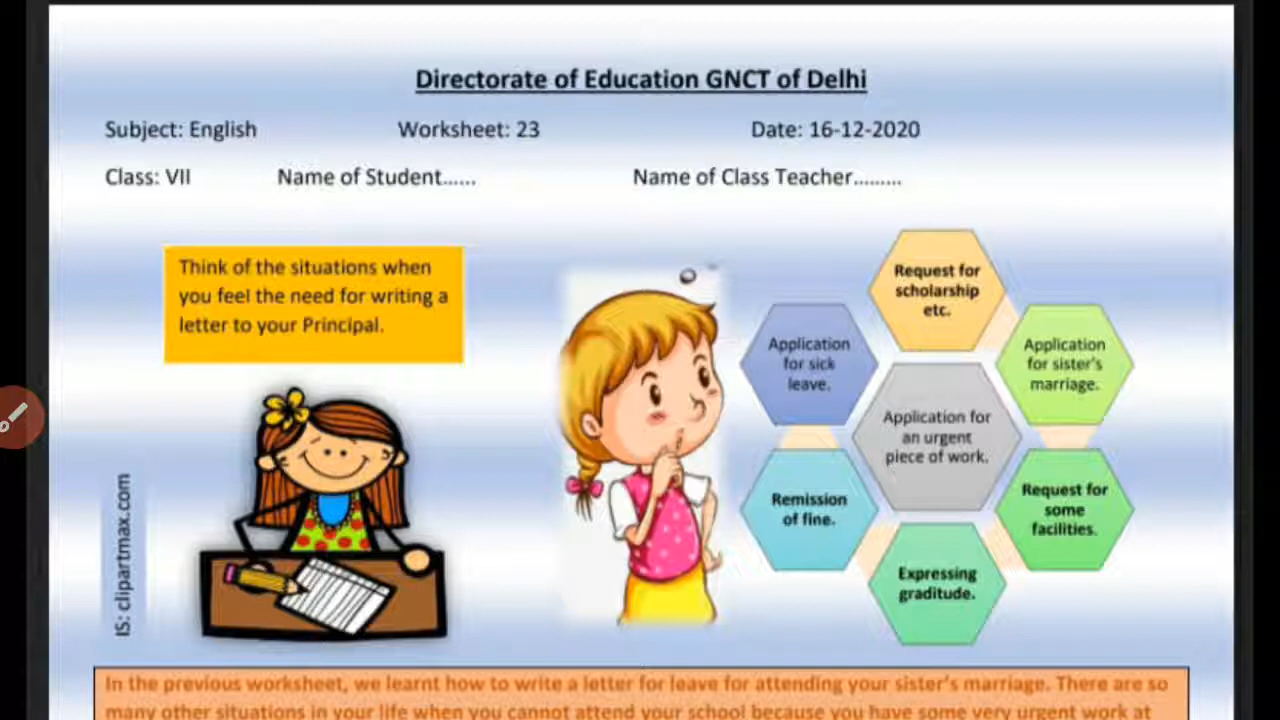 Directorate of Education GNCT of Delhi
Subject: English Worksheet: 23 Date: 16-12-2020
Class: VII Name of Student...... Name of Class Teacher.........
Think of the situations when
you feel the need for writing a
letter to your Principal.
Request for
scholarship
etc.
Application
for sick
leave.
Application
for sister's
marriage.
Application for
an urgent
piece of work.
Remission
of fine.
Request for
some
facilities.
Expressing
graditude.
IS: clipartmax.com
In the previous worksheet, we learnt how to write a letter for leave for attending your sister's marriage. There are so
many other situations in your life when you cannot attend your school because you have some very urgent work at